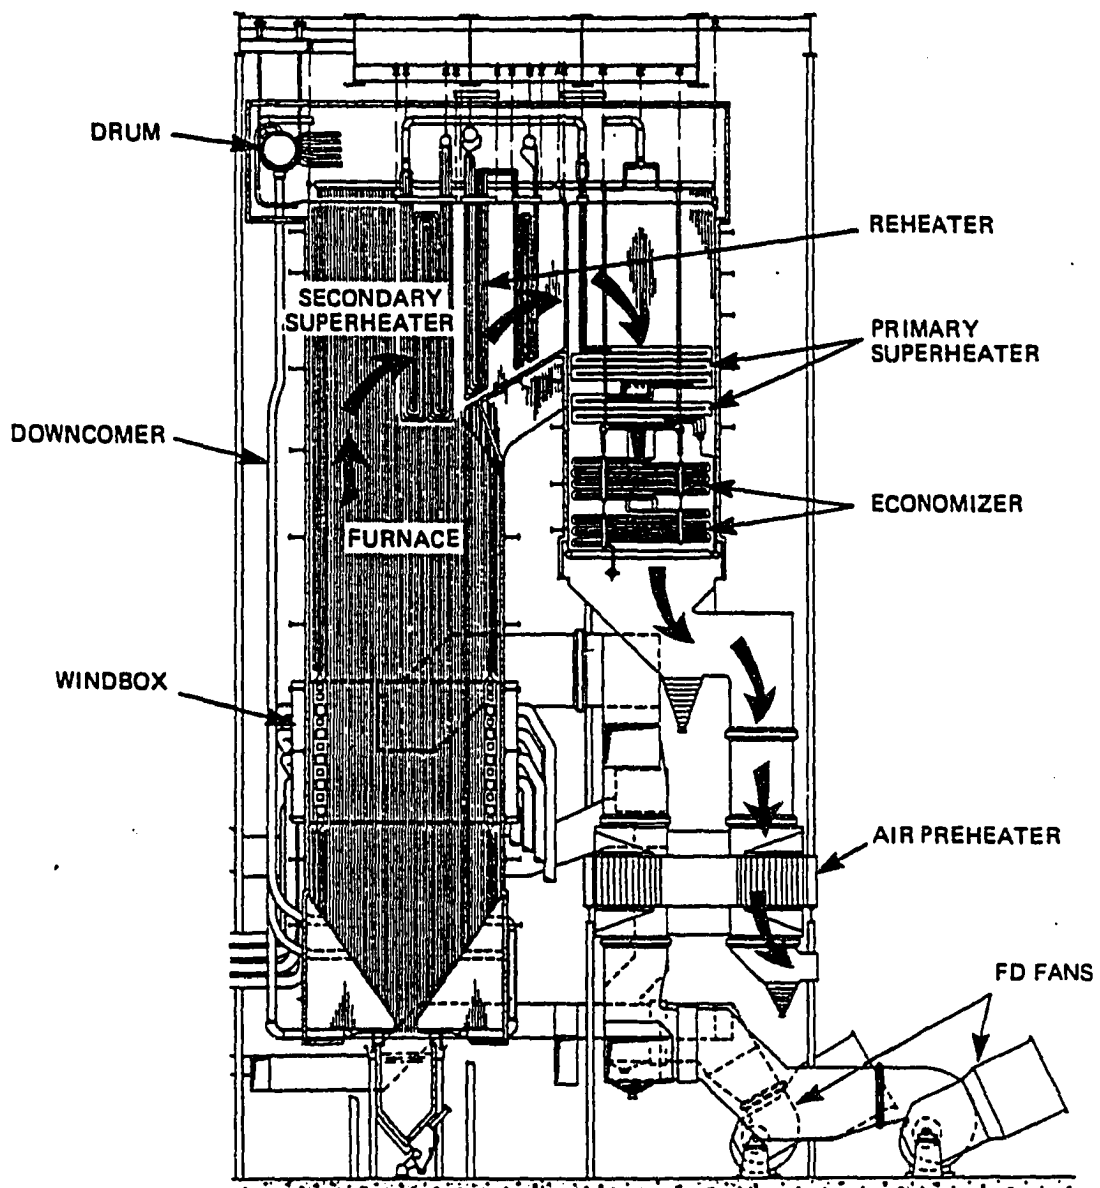 DRUM
REHEATER
SECONDARY
SUPERHEATER
PRIMARY
SUPERHEATER
DOWNCOMER
ECONOMIZER
FURNACE
WINDBOX
AIR PREHEATER
FD FANS